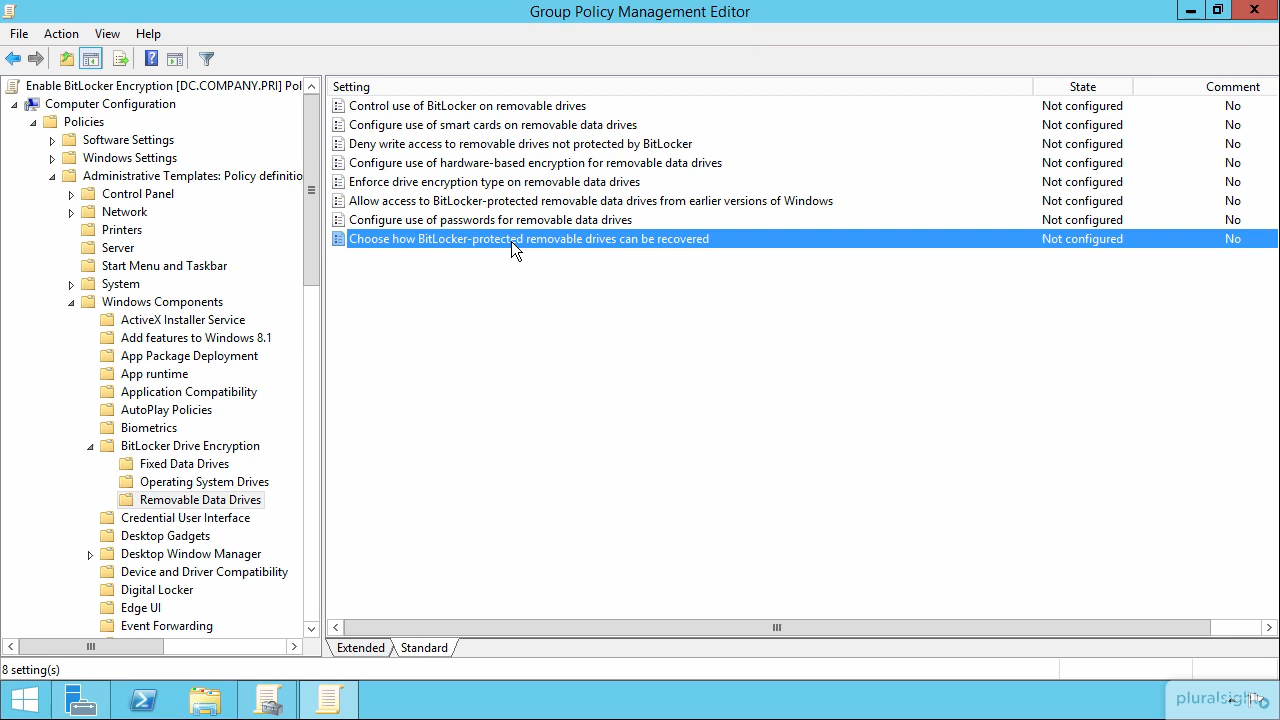 Group Policy Management Editor
File Action View Help
Enable BitLocker Encryption [DC.COMPANY.PRI] Pol
Computer Configuration
Policies
Software Settings
Windows Settings
Administrative Templates: Policy definitio
Control Panel
Network
Printers
Server
Start Menu and Taskbar
System
Windows Components
ActiveX Installer Service
Add features to Windows 8.1
App Package Deployment
App runtime
Application Compatibility
AutoPlay Policies
Biometrics
BitLocker Drive Encryption
Fixed Data Drives
Operating System Drives
Removable Data Drives
Credential User Interface
Desktop Gadgets
Desktop Window Manager
Device and Driver Compatibility
Digital Locker
Edge UI
Event Forwarding
Setting State Comment
Control use of BitLocker on removable drives Not configured No
Configure use of smart cards on removable data drives Not configured No
Deny write access to removable drives not protected by BitLocker Not configured No
Configure use of hardware-based encryption for removable data drives Not configured No
Enforce drive encryption type on removable data drives Not configured No
Allow access to BitLocker-protected removable data drives from earlier versions of Windows Not configured No
Configure use of passwords for removable data drives Not configured No
Choose how BitLocker-protected removable drives can be recovered Not configured No
Extended Standard
8 setting(s)
pluralsight